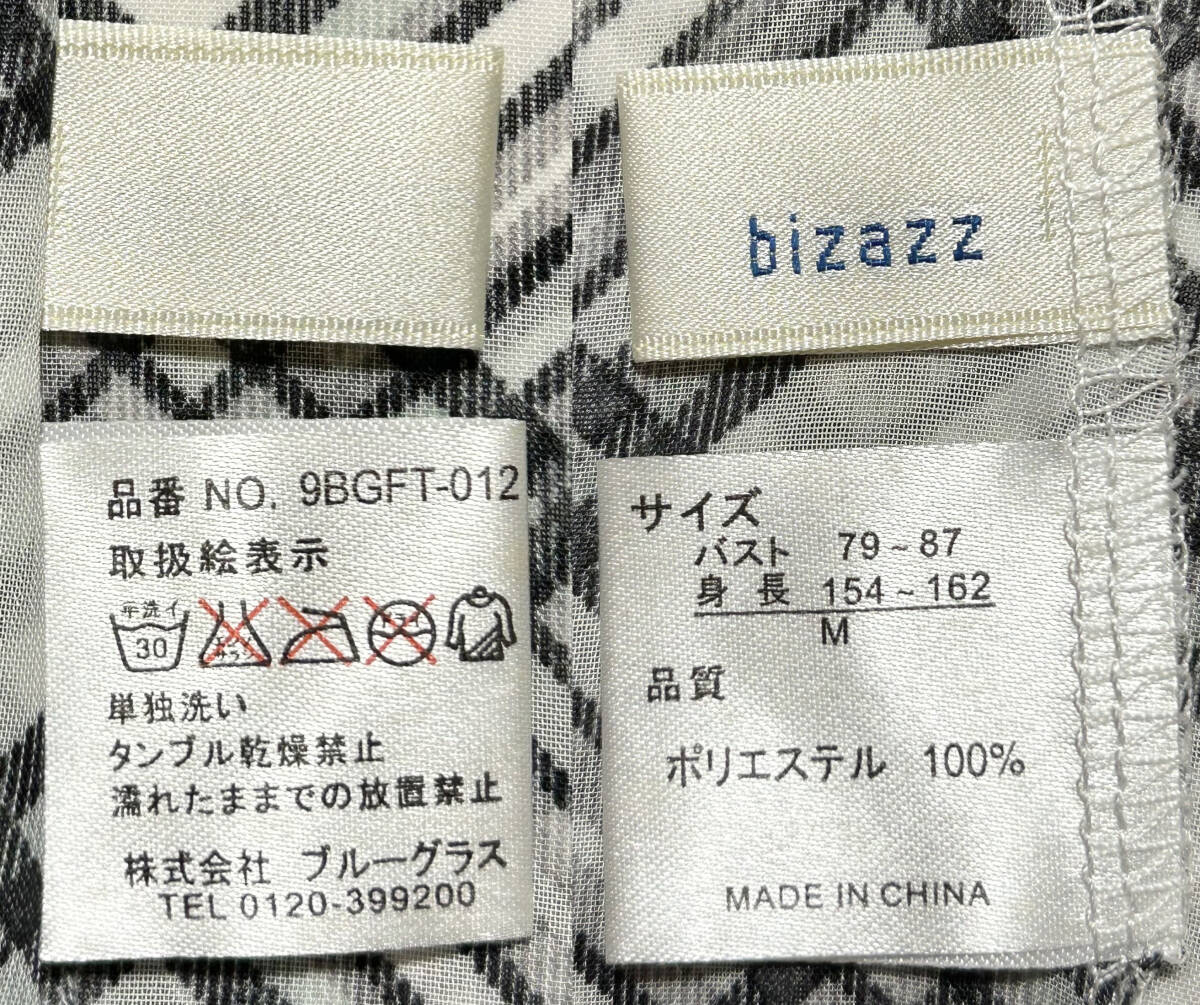 品番 NO. 9BGFT-012
取扱絵表示
手洗イ
30
単独洗い
タンブル乾燥禁止
濡れたままでの放置禁止
株式会社 ブルーグラス
TEL 0120-399200
bizazz
サイズ
バスト 79~87
身長 154~162
M
品質
ポリエステル 100%
MADE IN CHINA